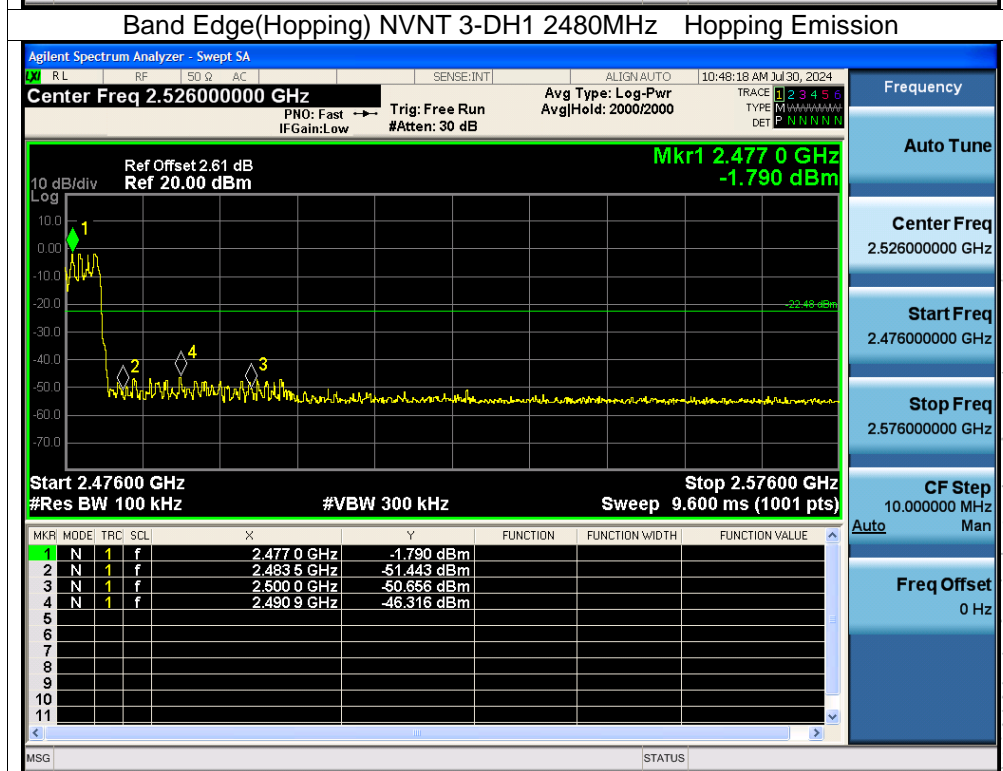 Band Edge(Hopping) NVNT 3-DH1 2480MHz Hopping Emission
Agilent Spectrum Analyzer - Swept SA
LXI RL RF 50 Ω AC SENSE:INT ALIGN AUTO 10:48:18 AM Jul 30, 2024
Center Freq 2.526000000 GHz
PNO: Fast
IFGain:Low
Trig: Free Run
#Atten: 30 dB
Avg Type: Log-Pwr
Avg|Hold: 2000/2000
TRACE 1 2 3 4 5 6
TYPE M
DET P N N N N N
Ref Offset 2.61 dB
Ref 20.00 dBm
10 dB/div
Log
Mkr1 2.477 0 GHz
-1.790 dBm
10.0
0.00
-10.0
-20.0
-30.0
-40.0
-50.0
-60.0
-70.0
1
2
4
3
-22.48 dBm
Start 2.47600 GHz
Stop 2.57600 GHz
#Res BW 100 kHz
#VBW 300 kHz
Sweep 9.600 ms (1001 pts)
MKR MODE TRC SCL X Y FUNCTION FUNCTION WIDTH FUNCTION VALUE
1 N 1 f 2.477 0 GHz -1.790 dBm
2 N 1 f 2.483 5 GHz -51.443 dBm
3 N 1 f 2.500 0 GHz -50.656 dBm
4 N 1 f 2.490 9 GHz -46.316 dBm
5
6
7
8
9
10
11
MSG
STATUS
Frequency
Auto Tune
Center Freq
2.526000000 GHz
Start Freq
2.476000000 GHz
Stop Freq
2.576000000 GHz
CF Step
10.000000 MHz
Auto Man
Freq Offset
0 Hz